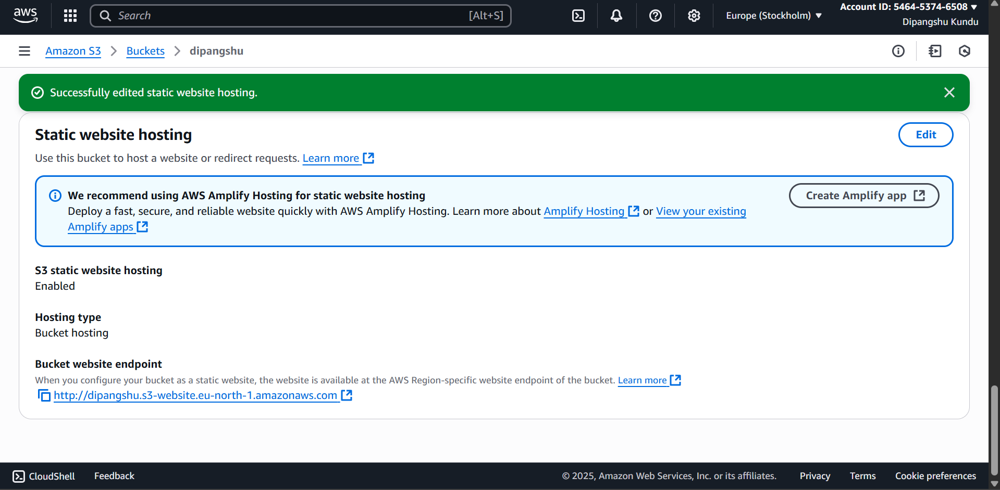 aws
Search [Alt+S]
Europe (Stockholm)
Account ID: 5464-5374-6508
Dipangshu Kundu
Amazon S3 > Buckets > dipangshu
Successfully edited static website hosting.
Static website hosting
Edit
Use this bucket to host a website or redirect requests. Learn more
We recommend using AWS Amplify Hosting for static website hosting
Create Amplify app
Deploy a fast, secure, and reliable website quickly with AWS Amplify Hosting. Learn more about Amplify Hosting or View your existing
Amplify apps
S3 static website hosting
Enabled
Hosting type
Bucket hosting
Bucket website endpoint
When you configure your bucket as a static website, the website is available at the AWS Region-specific website endpoint of the bucket. Learn more
http://dipangshu.s3-website.eu-north-1.amazonaws.com
CloudShell Feedback © 2025, Amazon Web Services, Inc. or its affiliates. Privacy Terms Cookie preferences